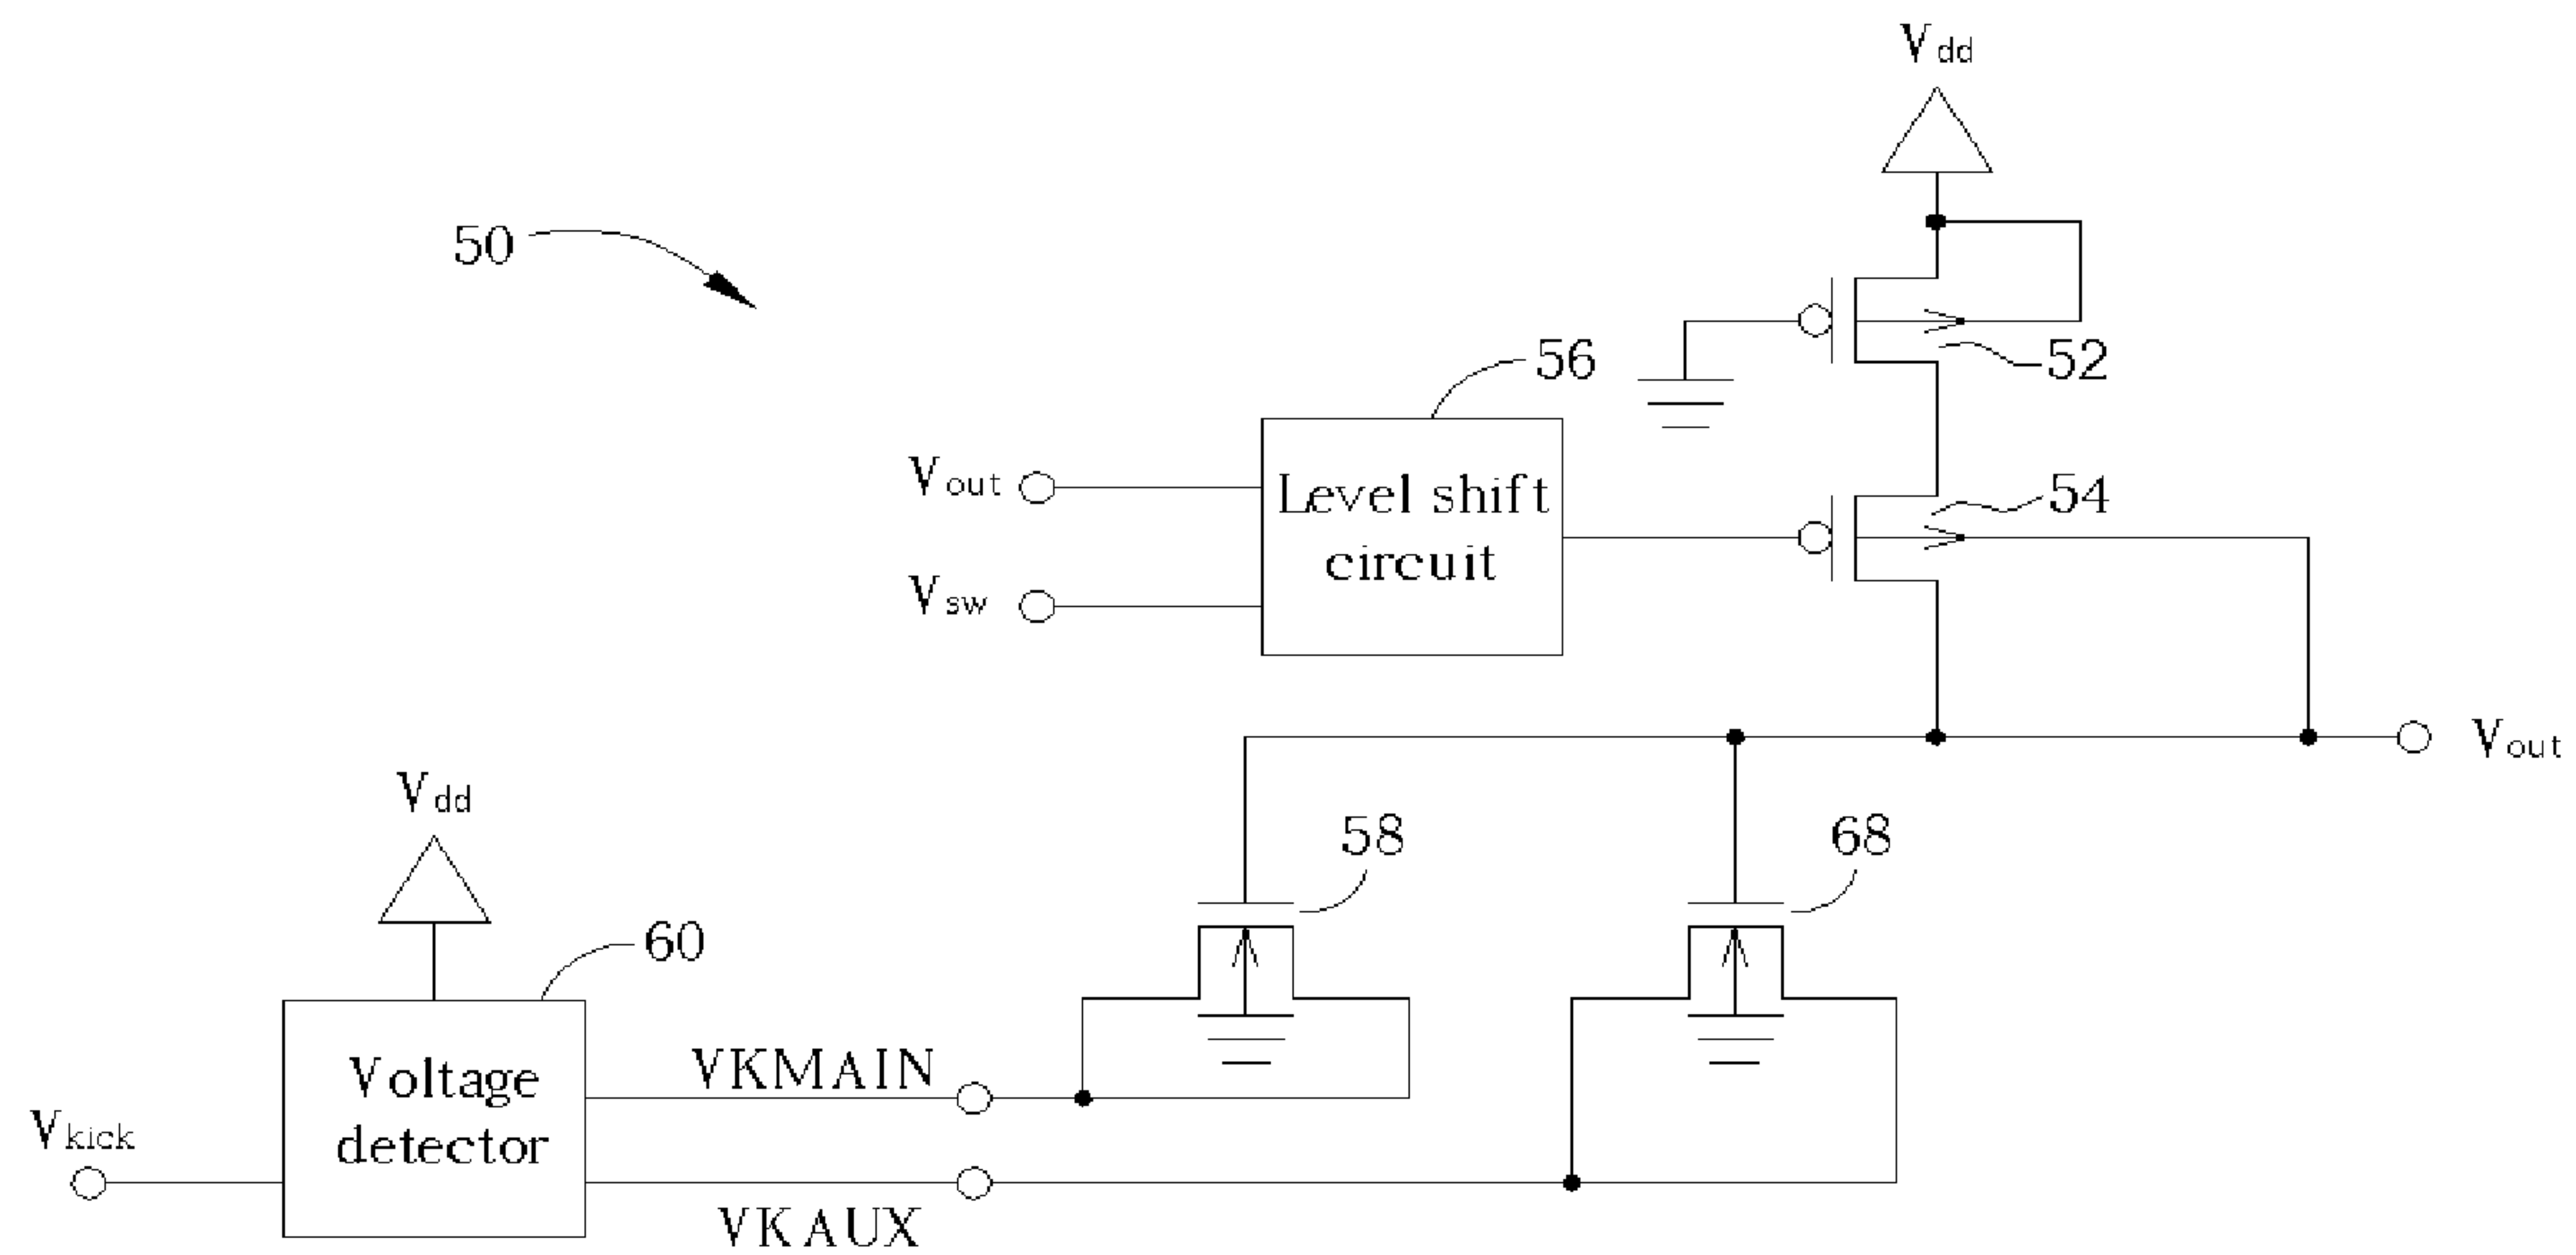 Vdd
50
56
52
Vout
Level shift
circuit
54
Vsw
Vout
Vdd
58
68
60
Voltage
detector
VKMAIN
Vkick
VKAUX